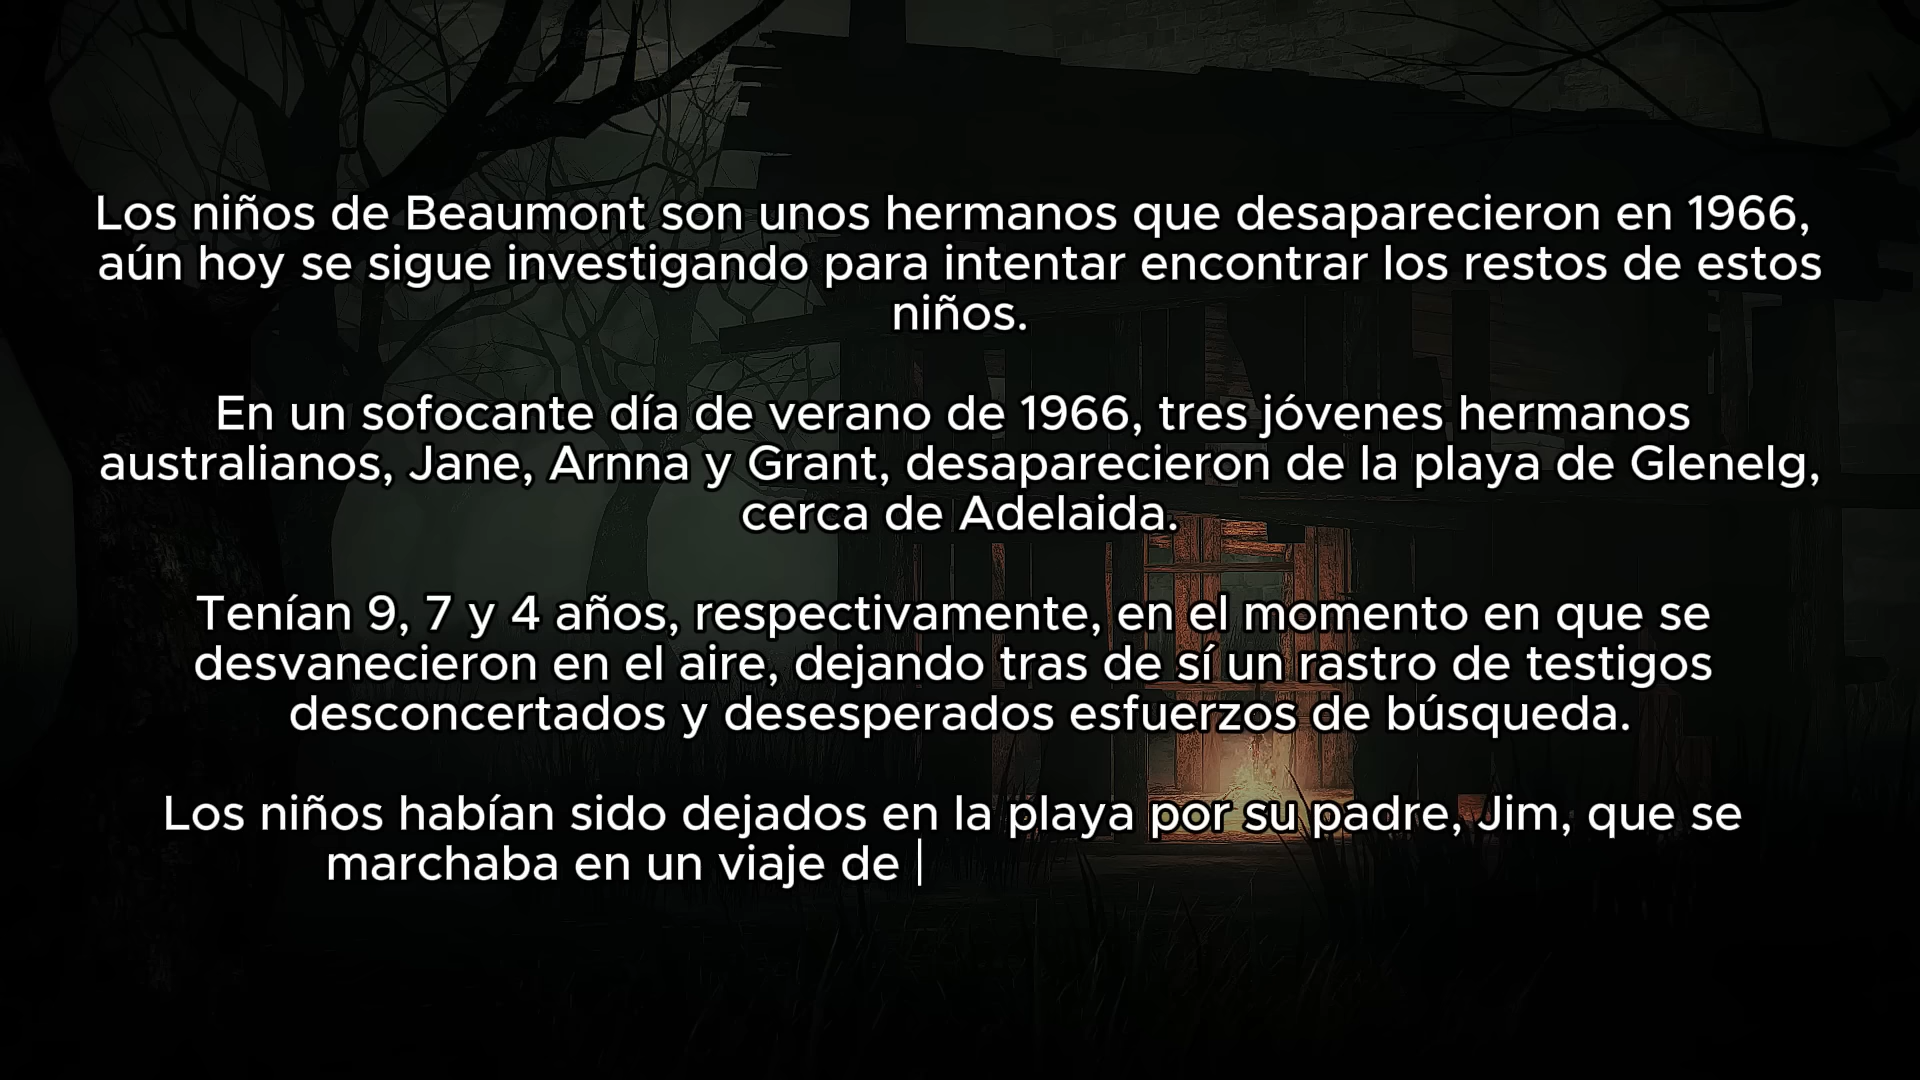 Los niños de Beaumont son unos hermanos que desaparecieron en 1966,
aún hoy se sigue investigando para intentar encontrar los restos de estos
niños.
En un sofocante día de verano de 1966, tres jóvenes hermanos
australianos, Jane, Arnna y Grant, desaparecieron de la playa de Glenelg,
cerca de Adelaida.
Tenían 9, 7 y 4 años, respectivamente, en el momento en que se
desvanecieron en el aire, dejando tras de sí un rastro de testigos
desconcertados y desesperados esfuerzos de búsqueda.
Los niños habían sido dejados en la playa por su padre, Jim, que se
marchaba en un viaje de